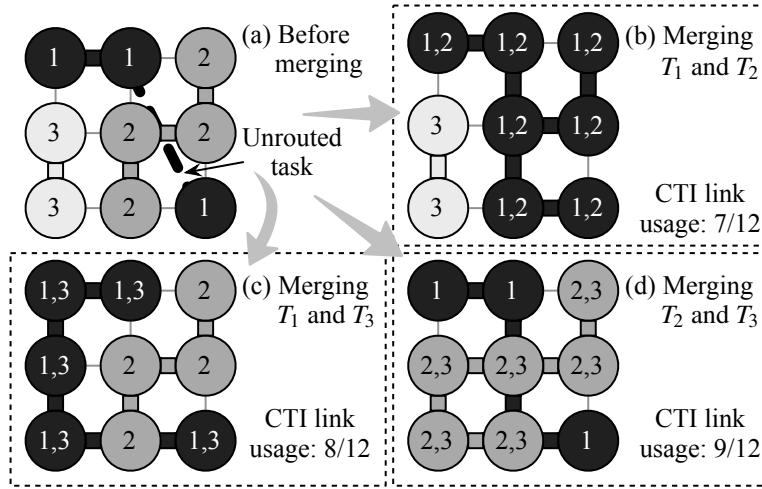 1 1 2
(a) Before
merging
3 2 2
Unrouted
task
3 2 1
1,2 1,2 1,2
(b) Merging
T1 and T2
3 1,2 1,2
3 1,2 1,2
CTI link
usage: 7/12
1,3 1,3 2
(c) Merging
T1 and T3
1,3 2 2
1,3 2 1,3
CTI link
usage: 8/12
1 1 2,3
(d) Merging
T2 and T3
2,3 2,3 2,3
2,3 2,3 1
CTI link
usage: 9/12